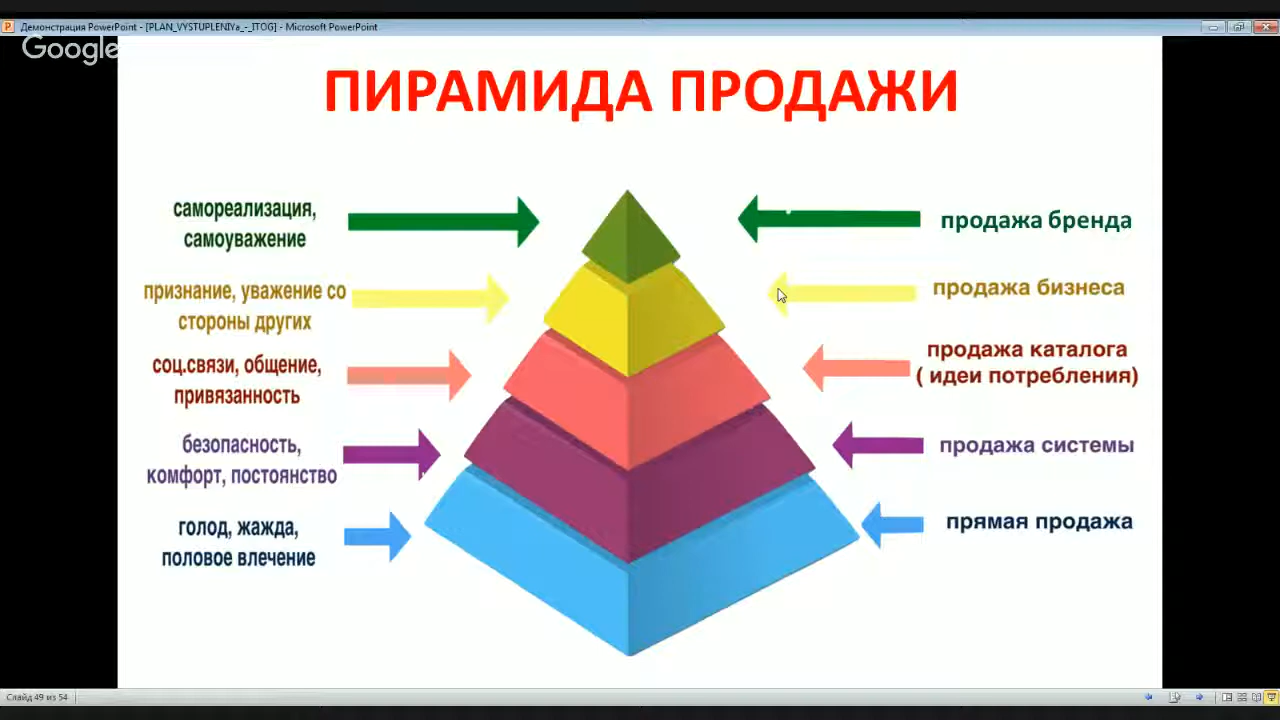 Демонстрация PowerPoint - [PLAN_VYSTUPLENIYa_-_ITOG] - Microsoft PowerPoint
Google
ПИРАМИДА ПРОДАЖИ
самореализация,
самоуважение
продажа бренда
признание, уважение со
стороны других
продажа бизнеса
соц.связи, общение,
привязанность
продажа каталога
( идеи потребления)
безопасность,
комфорт, постоянство
продажа системы
голод, жажда,
половое влечение
прямая продажа
Слайд 49 из 54